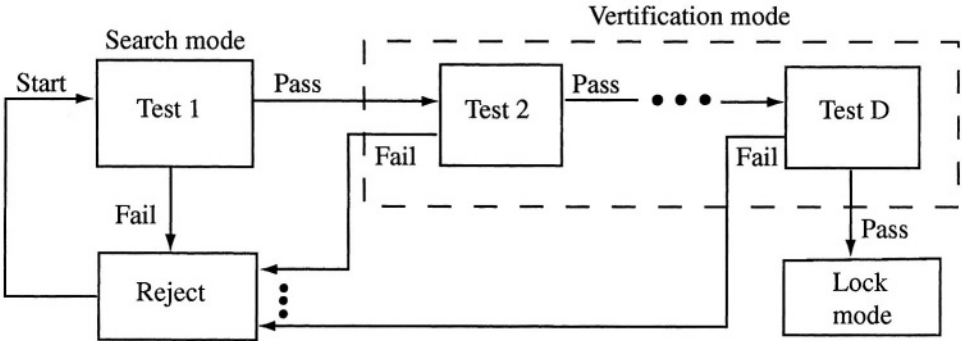 Vertification mode
Search mode
Start
Test 1
Pass
Test 2
Pass
Test D
Fail
Fail
Fail
Pass
Reject
Lock
mode